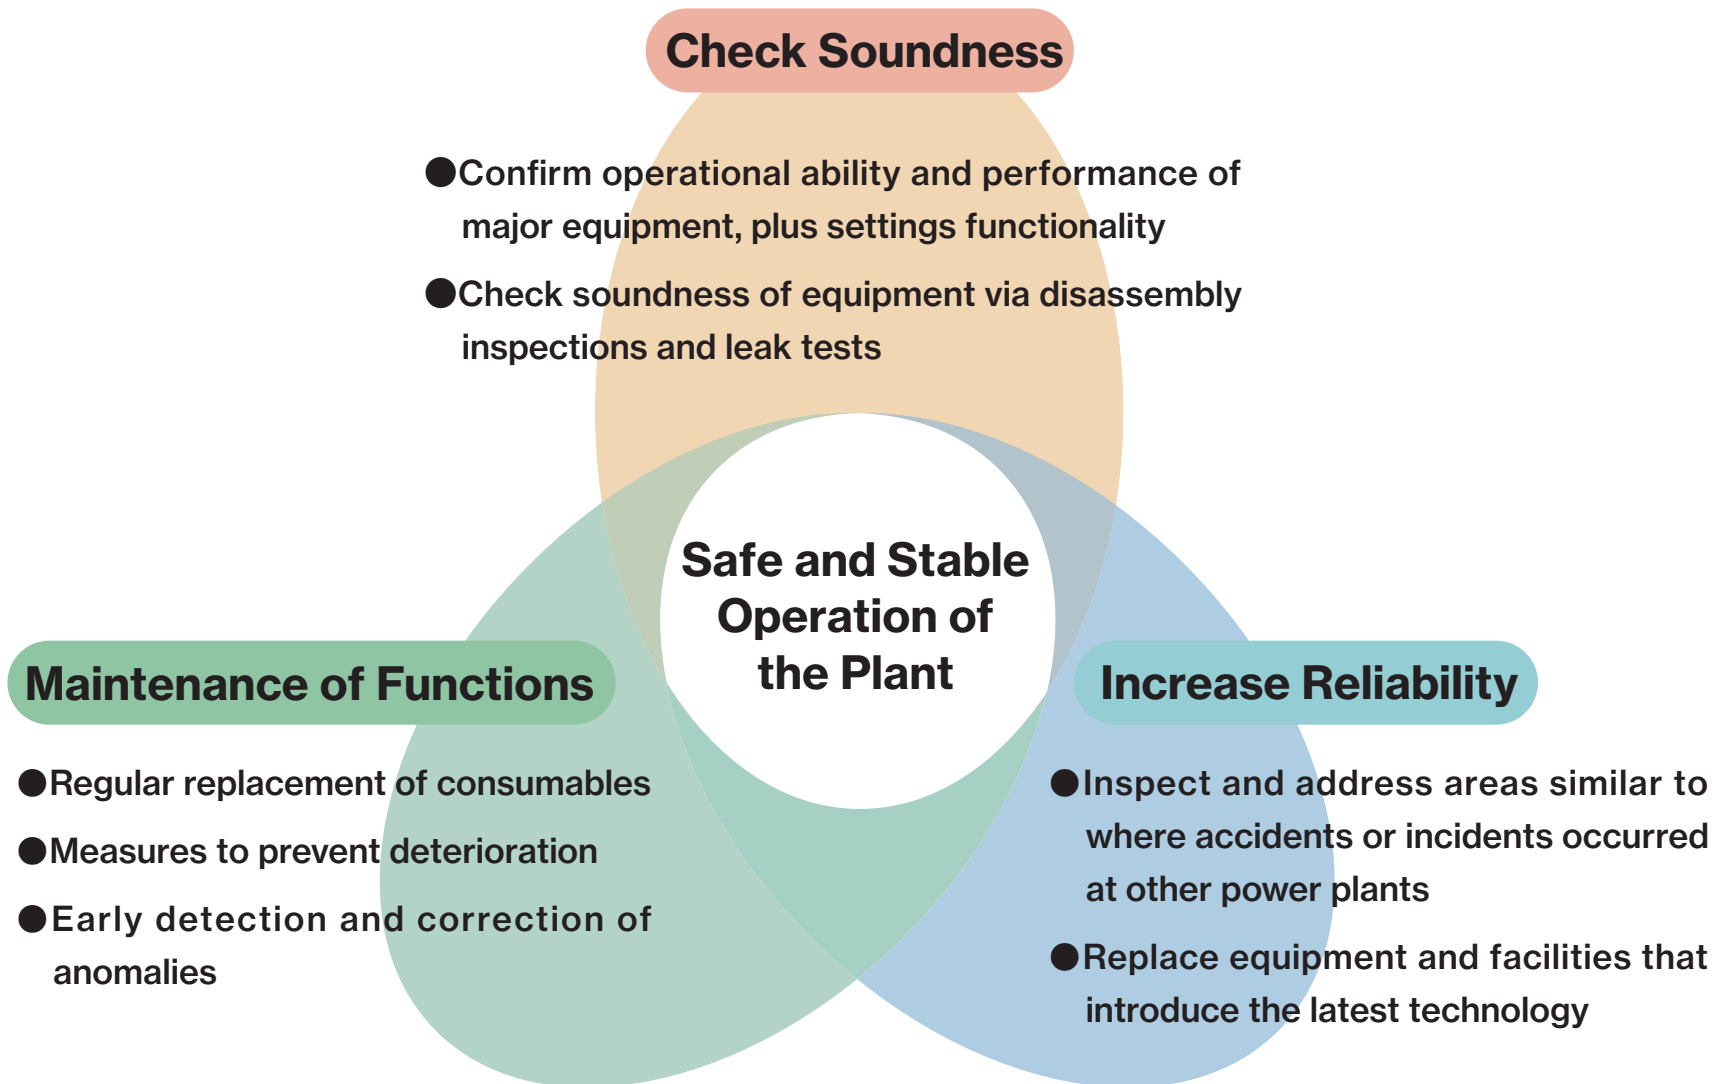 Check Soundness
●Confirm operational ability and performance of
major equipment, plus settings functionality
●Check soundness of equipment via disassembly
inspections and leak tests
Safe and Stable
Operation of
the Plant
Maintenance of Functions
●Regular replacement of consumables
●Measures to prevent deterioration
●Early detection and correction of
anomalies
Increase Reliability
●Inspect and address areas similar to
where accidents or incidents occurred
at other power plants
●Replace equipment and facilities that
introduce the latest technology